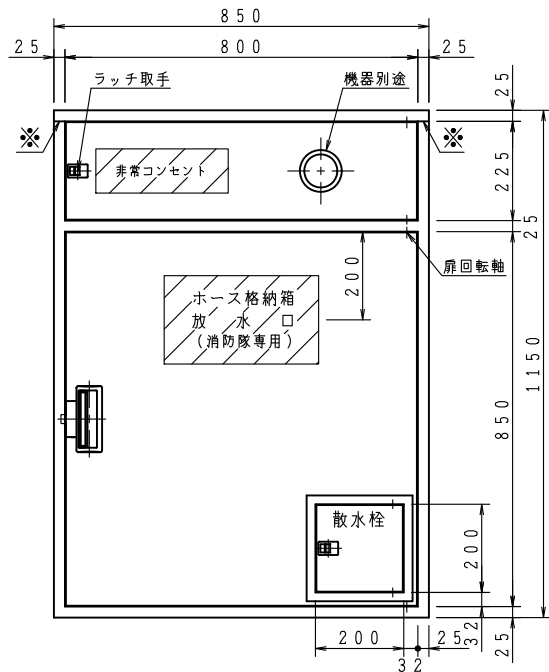 850
25
800
25
ラッチ取手
機器別途
25
※
※
非常コンセント
225
25
扉回転軸
200
ホース格納箱
放水口
(消防隊専用)
1150
850
散水栓
200
32
200
25
25
32